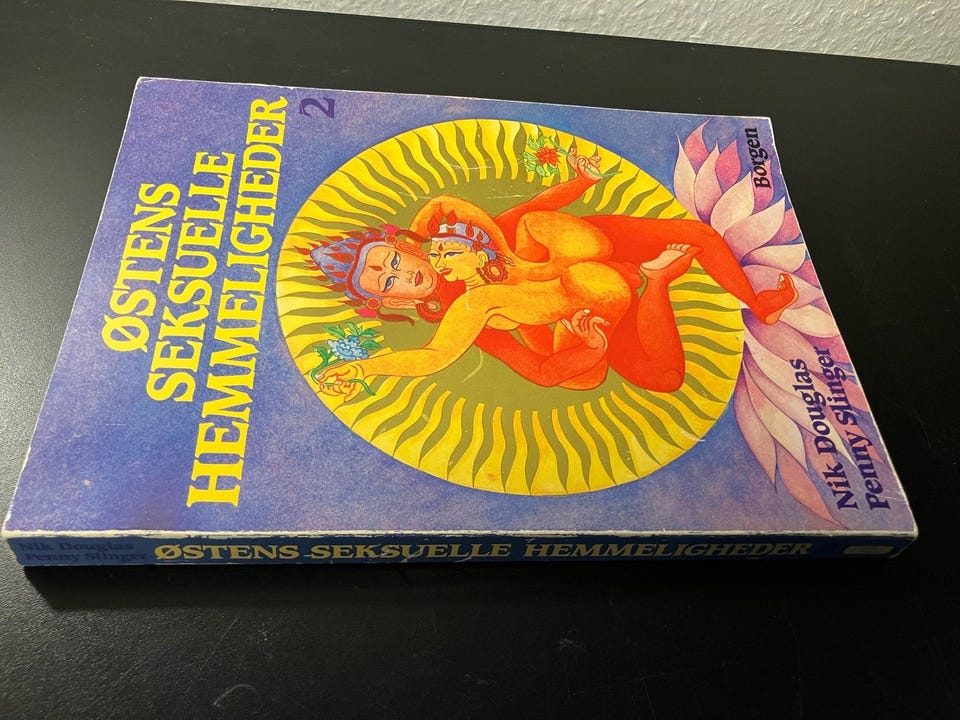 ØSTENS
SEKSUELLE
HEMMELIGHEDER
2
Nik Douglas
Penny Slinger
Borgen
Nik Douglas
Penny Slinger
ØSTENS SEKSUELLE HEMMELIGHEDER